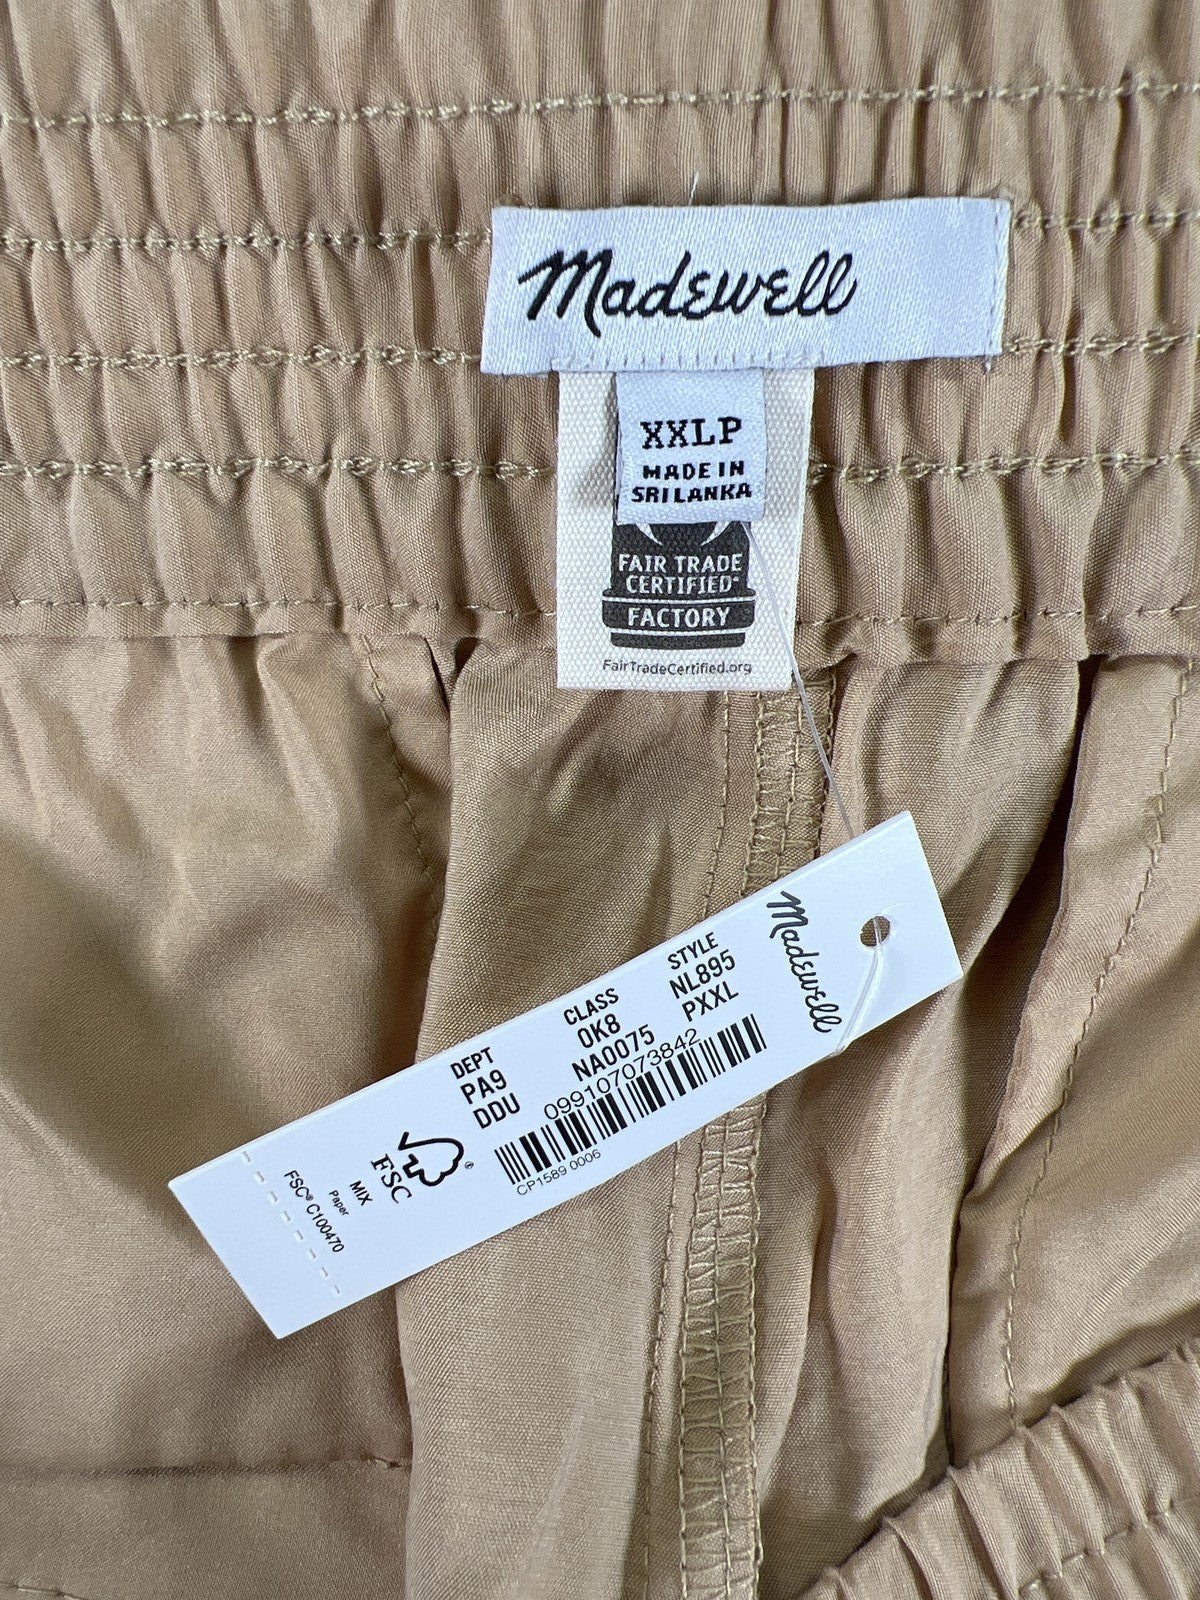 Madewell
XXLP
MADE IN
SRI LANKA
FAIR TRADE
CERTIFIED
FACTORY
FairTradeCertified.org
Madewell
STYLE
NL895
PXXL
CLASS
0K8
NA0075
DEPT
PA9
DDU
099107073842
CP1589 0006
FSC®
MIX
Paper
FSC® C100470